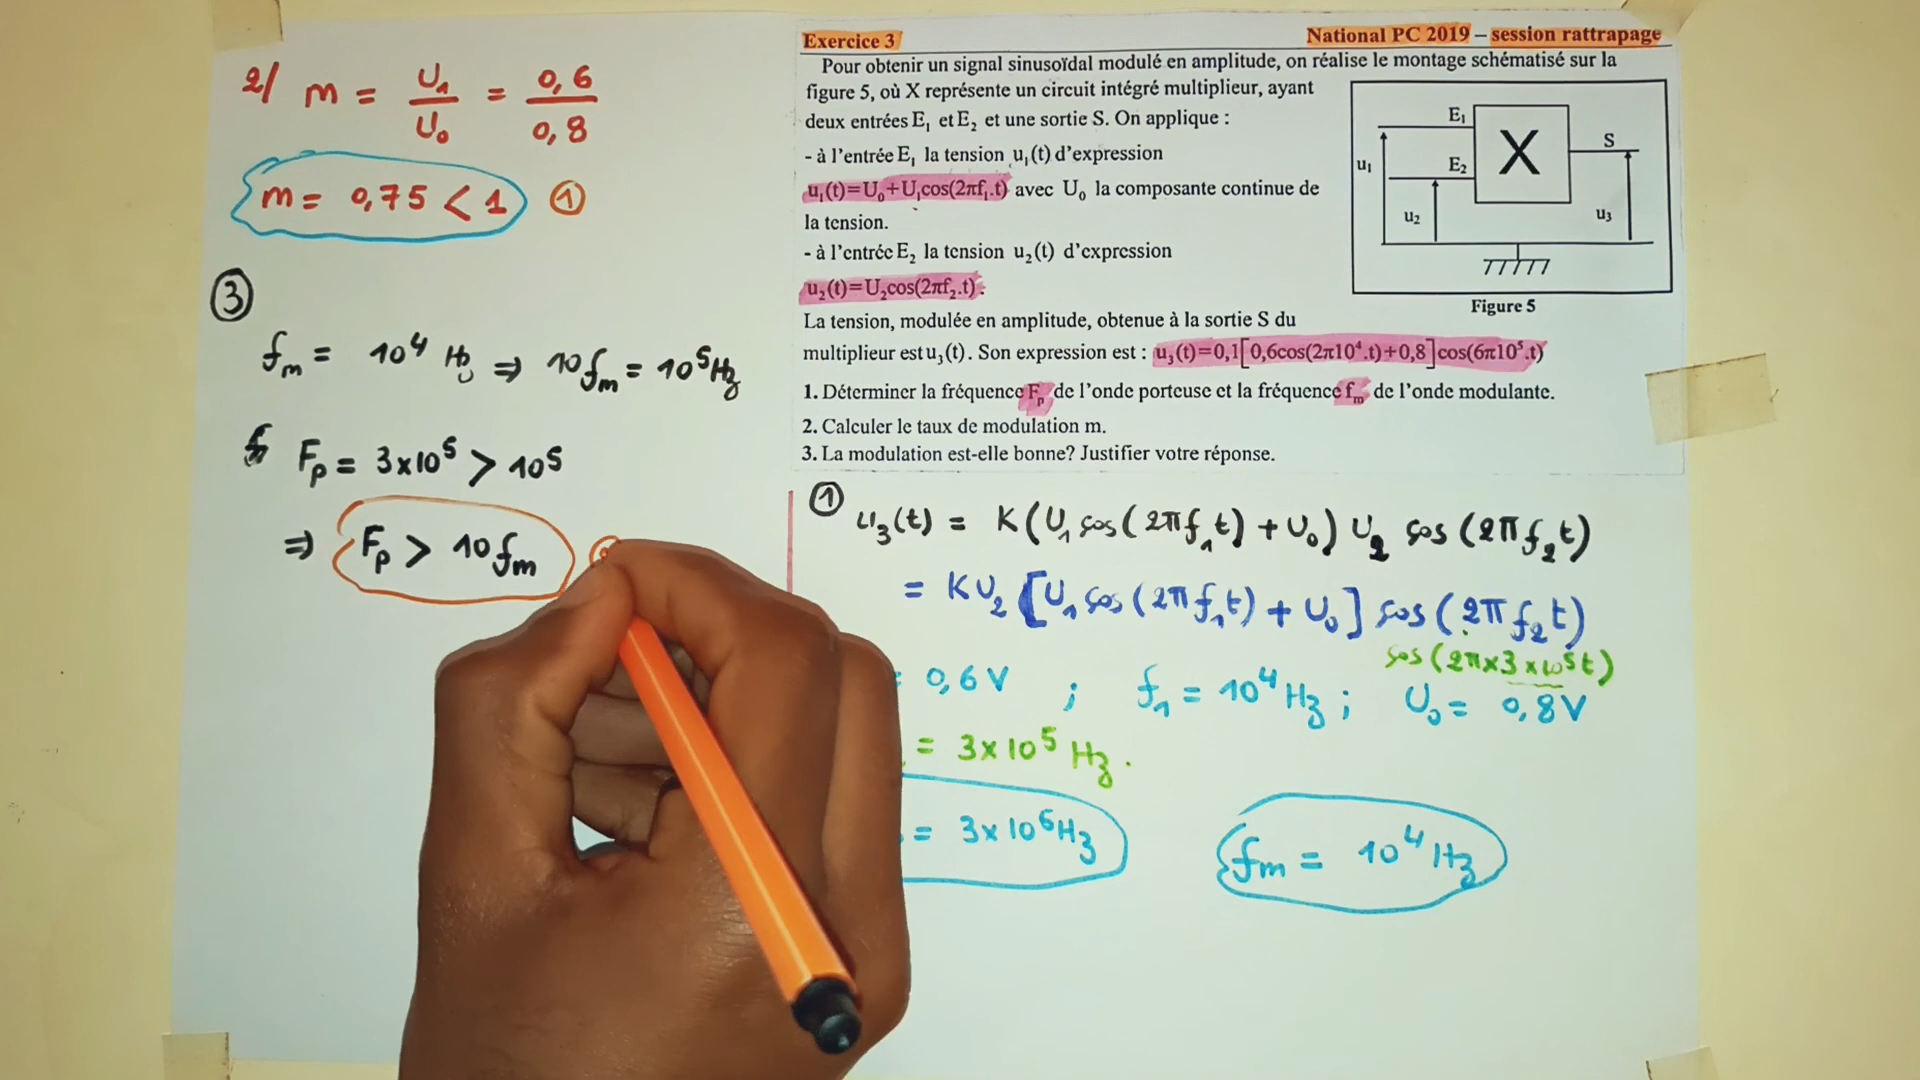 2/ m = U₁/U₀ = 0,6/0,8
m = 0,75 < 1 ①
③
fm = 10⁴ Hz ⇒ 10fm = 10⁵Hz
Fp = 3x10⁵ > 10⁵
⇒ Fp > 10fm
Exercice 3
National PC 2019 – session rattrapage
Pour obtenir un signal sinusoïdal modulé en amplitude, on réalise le montage schématisé sur la
figure 5, où X représente un circuit intégré multiplieur, ayant
deux entrées E₁ et E₂ et une sortie S. On applique :
- à l'entrée E₁ la tension u₁(t) d'expression
u₁(t)=U₀+U₁cos(2πf₁.t) avec U₀ la composante continue de
la tension.
- à l'entrée E₂ la tension u₂(t) d'expression
u₂(t)=U₂cos(2πf₂.t).
La tension, modulée en amplitude, obtenue à la sortie S du
multiplieur est u₃(t). Son expression est : u₃(t)=0,1[0,6cos(2π10⁴.t)+0,8]cos(6π10⁵.t)
E₁
X
S
u₁
E₂
u₂
u₃
Figure 5
1. Déterminer la fréquence Fp de l'onde porteuse et la fréquence fm de l'onde modulante.
2. Calculer le taux de modulation m.
3. La modulation est-elle bonne? Justifier votre réponse.
① u₃(t) = K(U₁cos(2πf₁t) + U₀) U₂ cos(2πf₂t)
= KU₂ [U₁cos(2πf₁t) + U₀] cos(2πf₂t)
cos(2πx3x10⁵t)
0,6V ; f₁ = 10⁴Hz ; U₀ = 0,8V
= 3x10⁵ Hz.
= 3x10⁶Hz
fm = 10⁴Hz